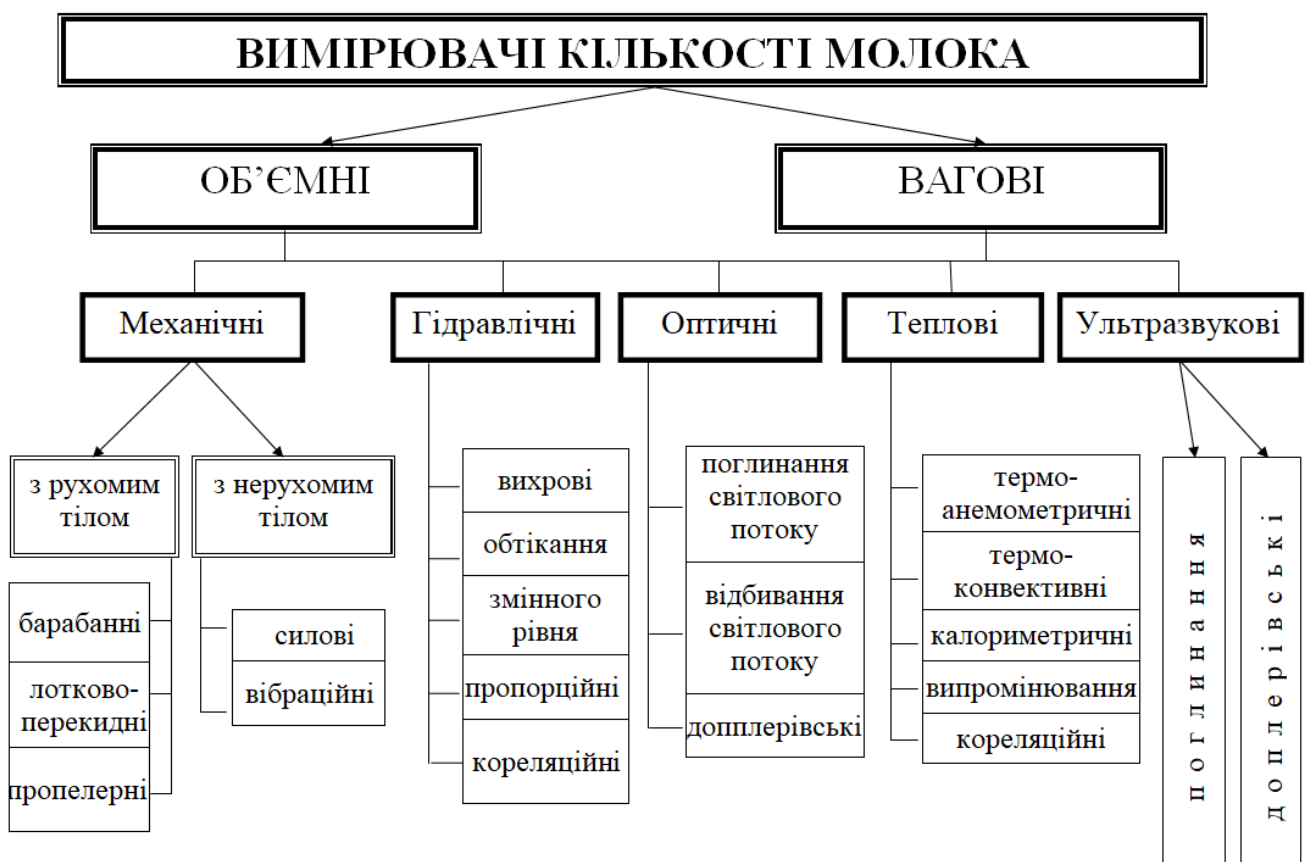 ВИМІРЮВАЧІ КІЛЬКОСТІ МОЛОКА
ОБ’ЄМНІ
ВАГОВІ
Механічні
Гідравлічні
Оптичні
Теплові
Ультразвукові
з рухомим
тілом
з нерухомим
тілом
барабанні
лотково-
перекидні
пропелерні
силові
вібраційні
вихрові
обтікання
змінного
рівня
пропорційні
кореляційні
поглинання
світлового
потоку
відбивання
світлового
потоку
допплерівські
термо-
анемометричні
термо-
конвективні
калориметричні
випромінювання
кореляційні
поглинання
доплерівські